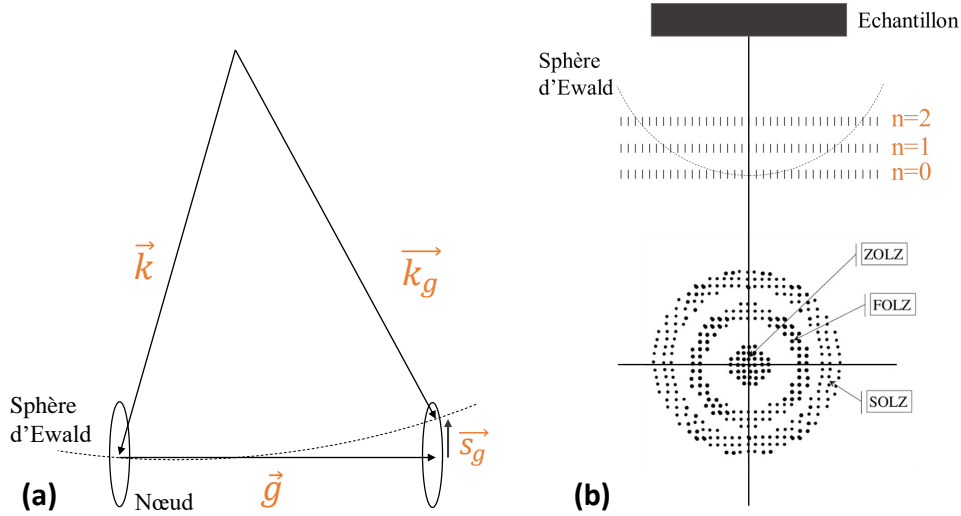 k⃗
k_g⃗
Sphère
d’Ewald
s_g⃗
g⃗
Nœud
(a)
Echantillon
Sphère
d’Ewald
n=2
n=1
n=0
ZOLZ
FOLZ
SOLZ
(b)